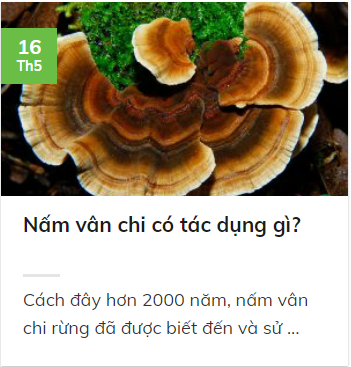 16
Th5
Nấm vân chi có tác dụng gì?
Cách đây hơn 2000 năm, nấm vân
chi rừng đã được biết đến và sử ...